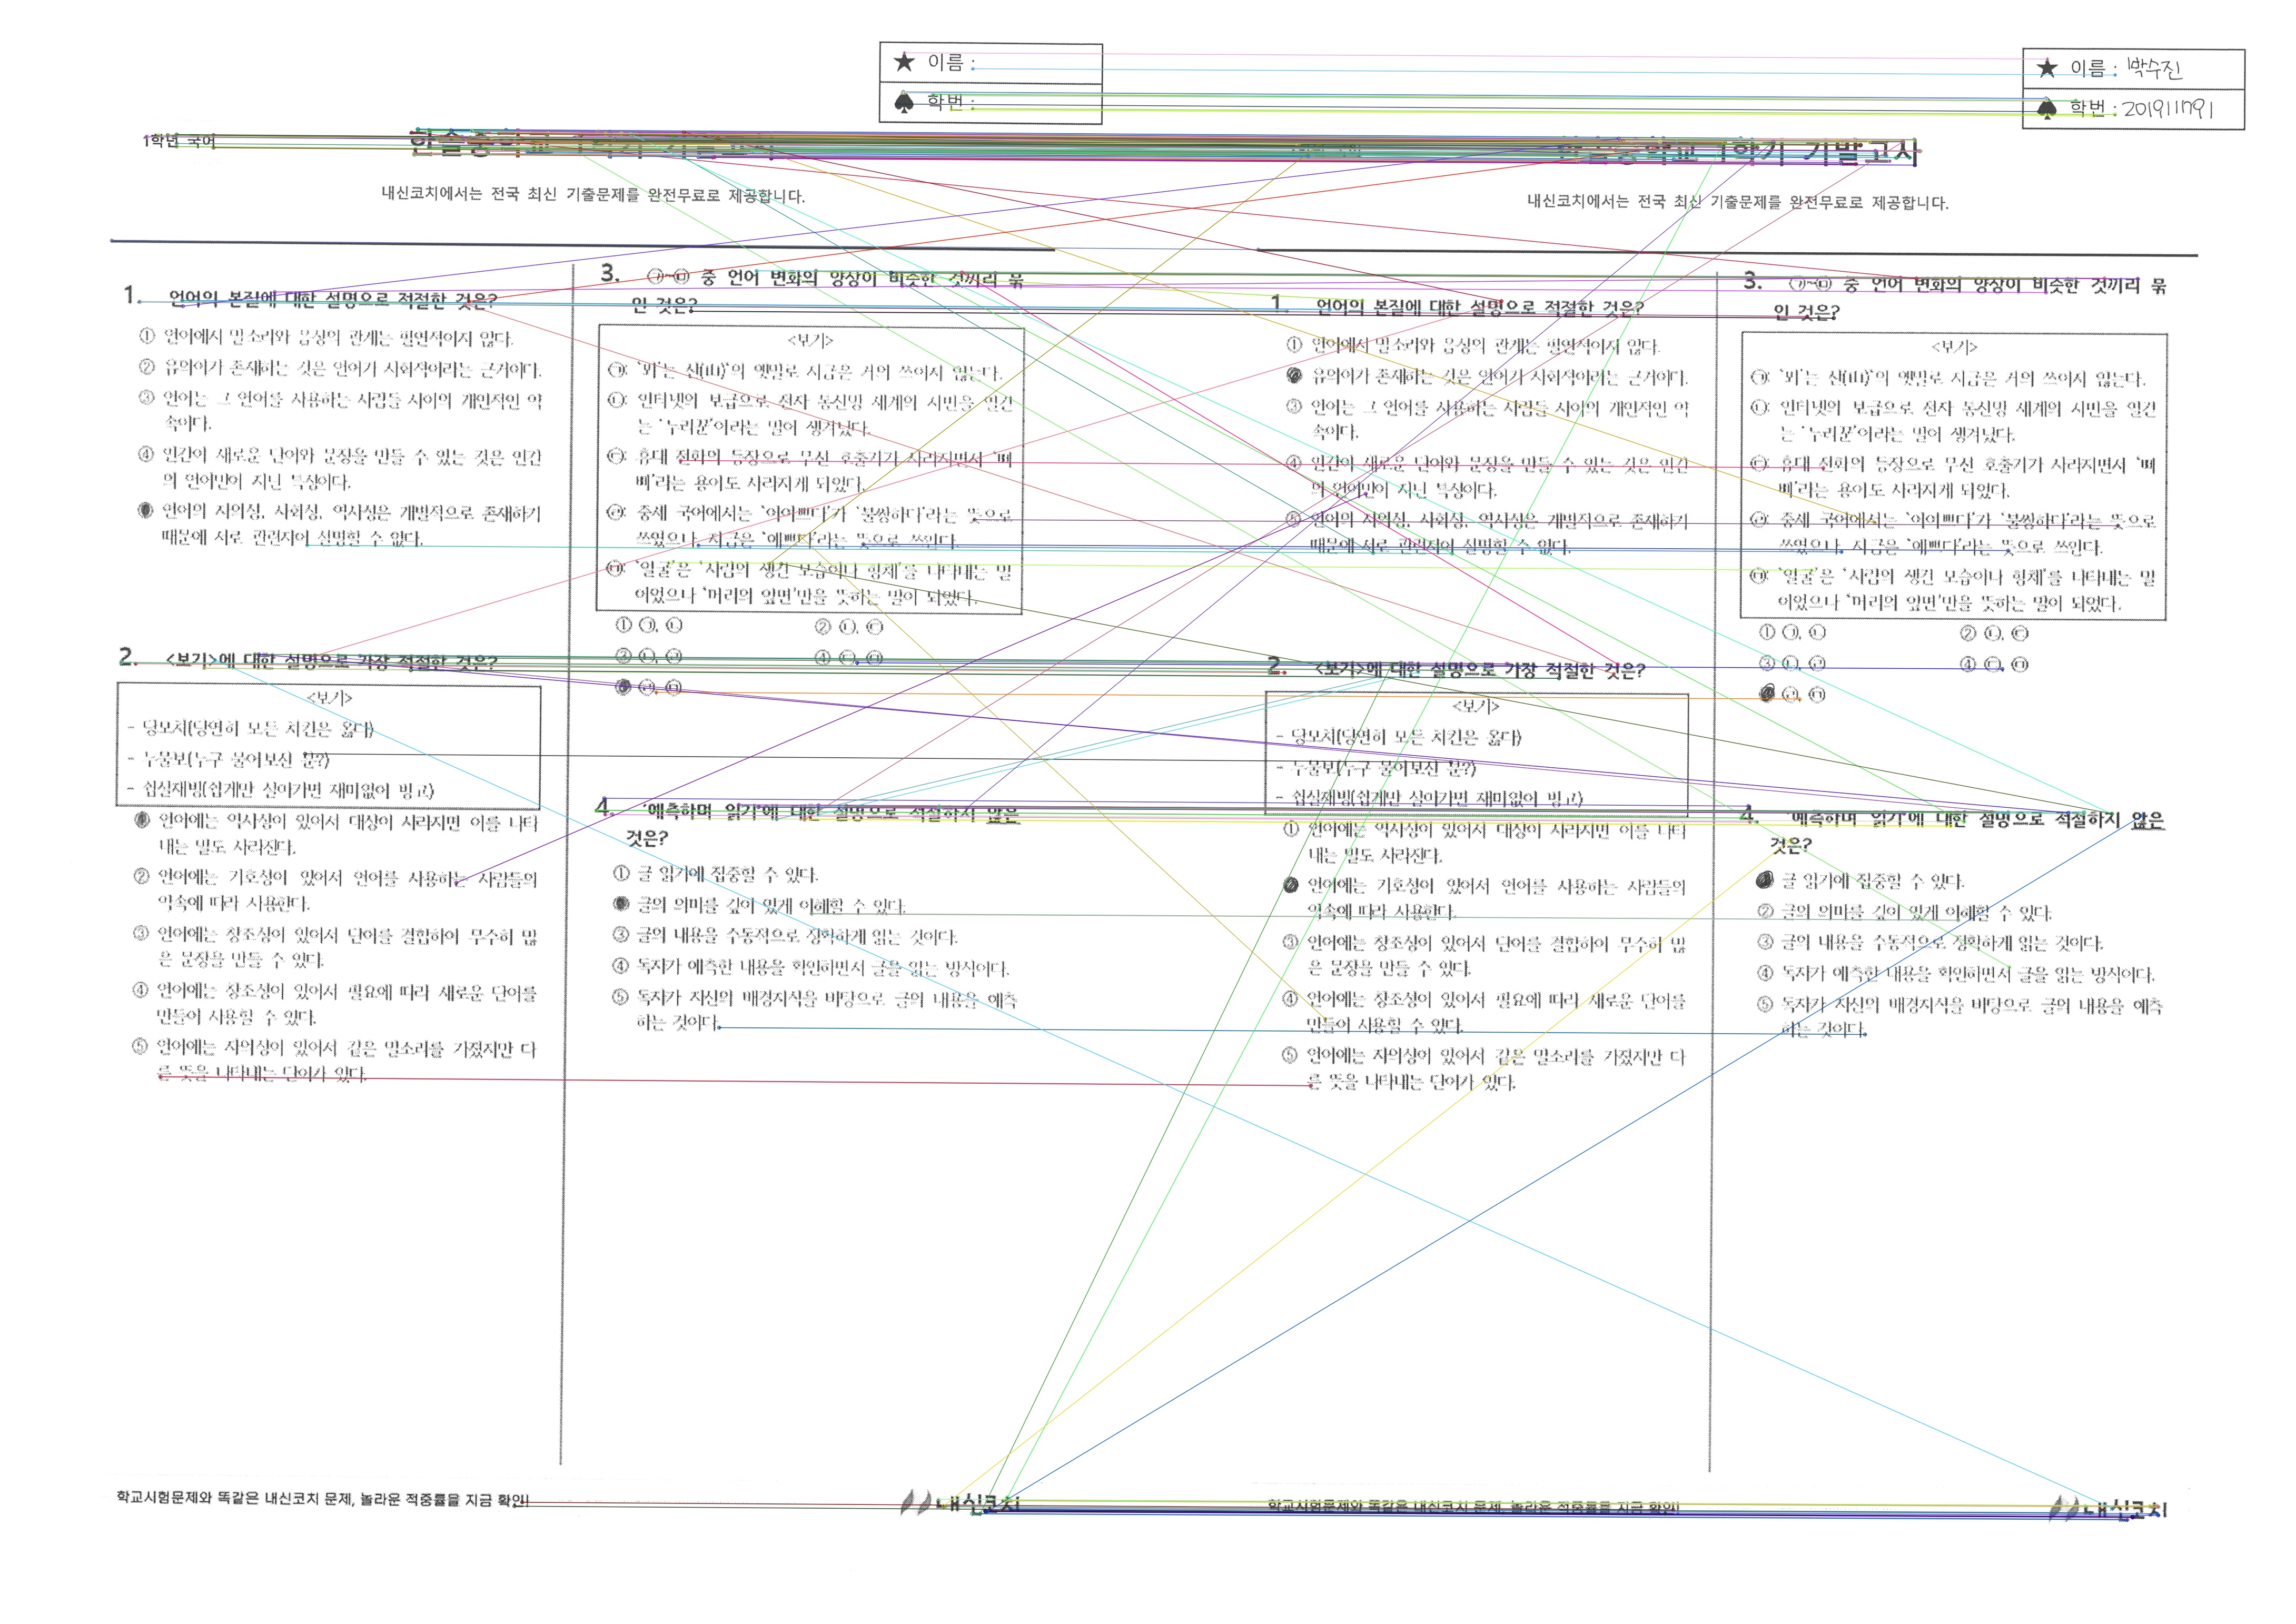 ★ 이름 :
♠ 학번 :
1학년 국어
한솔중학교 1학기 기말고사
내신코치에서는 전국 최신 기출문제를 완전무료로 제공합니다.
1. 언어의 본질에 대한 설명으로 적절한 것은?
① 언어에서 말소리와 음성의 관계는 필연적이지 않다.
② 유의어가 존재하는 것은 언어가 사회적이라는 근거이다.
③ 언어는 그 언어를 사용하는 사람들 사이의 개인적인 약
속이다.
④ 인간이 새로운 단어와 문장을 만들 수 있는 것은 인간
의 언어만이 지닌 특성이다.
언어의 자의성, 사회성, 역사성은 개별적으로 존재하기
때문에 서로 관련지어 설명할 수 없다.
2. <보기>에 대한 설명으로 가장 적절한 것은?
<보기>
- 당모치(당연히 모든 치킨은 옳다)
- 누물보(누구 물어보신 분?)
- 쉽살재빙(쉽게만 살아가면 재미없어 빙고)
언어에는 역사성이 있어서 대상이 사라지면 이를 나타
내는 말도 사라진다.
② 언어에는 기호성이 있어서 언어를 사용하는 사람들의
약속에 따라 사용한다.
③ 언어에는 창조성이 있어서 단어를 결합하여 무수히 많
은 문장을 만들 수 있다.
④ 언어에는 창조성이 있어서 필요에 따라 새로운 단어를
만들어 사용할 수 있다.
⑤ 언어에는 자의성이 있어서 같은 말소리를 가졌지만 다
른 뜻을 나타내는 단어가 있다.
3. ㉠~㉤ 중 언어 변화의 양상이 비슷한 것끼리 묶
인 것은?
<보기>
㉠: '뫼'는 산(山)'의 옛말로 지금은 거의 쓰이지 않는다.
㉡: 인터넷의 보급으로 전자 통신망 세계의 시민을 일컫
는 '누리꾼'이라는 말이 생겨났다.
㉢: 휴대 전화의 등장으로 무선 호출기가 사라지면서 '삐
삐'라는 용어도 사라지게 되었다.
㉣: 중세 국어에서는 '어여쁘다'가 '불쌍하다'라는 뜻으로
쓰였으나, 지금은 '예쁘다'라는 뜻으로 쓰인다.
㉤: '얼굴'은 '사람의 생긴 모습이나 형체'를 나타내는 말
이었으나 '머리의 앞면'만을 뜻하는 말이 되었다.
① ㉠, ㉡ ② ㉡, ㉢
③ ㉡, ㉣ ④ ㉢, ㉤
㉣, ㉤
4. '예측하며 읽기'에 대한 설명으로 적절하지 않은
것은?
① 글 읽기에 집중할 수 있다.
글의 의미를 깊이 있게 이해할 수 있다.
③ 글의 내용을 수동적으로 정확하게 읽는 것이다.
④ 독자가 예측한 내용을 확인하면서 글을 읽는 방식이다.
⑤ 독자가 자신의 배경지식을 바탕으로 글의 내용을 예측
하는 것이다.
학교시험문제와 똑같은 내신코치 문제, 놀라운 적중률을 지금 확인!
내신코치
★ 이름 : 박수진
♠ 학번 : 201911791
1학년 국어
한솔중학교 1학기 기말고사
내신코치에서는 전국 최신 기출문제를 완전무료로 제공합니다.
1. 언어의 본질에 대한 설명으로 적절한 것은?
① 언어에서 말소리와 음성의 관계는 필연적이지 않다.
유의어가 존재하는 것은 언어가 사회적이라는 근거이다.
③ 언어는 그 언어를 사용하는 사람들 사이의 개인적인 약
속이다.
④ 인간이 새로운 단어와 문장을 만들 수 있는 것은 인간
의 언어만이 지닌 특성이다.
⑤ 언어의 자의성, 사회성, 역사성은 개별적으로 존재하기
때문에 서로 관련지어 설명할 수 없다.
2. <보기>에 대한 설명으로 가장 적절한 것은?
<보기>
- 당모치(당연히 모든 치킨은 옳다)
- 누물보(누구 물어보신 분?)
- 쉽살재빙(쉽게만 살아가면 재미없어 빙고)
① 언어에는 역사성이 있어서 대상이 사라지면 이를 나타
내는 말도 사라진다.
언어에는 기호성이 있어서 언어를 사용하는 사람들의
약속에 따라 사용한다.
③ 언어에는 창조성이 있어서 단어를 결합하여 무수히 많
은 문장을 만들 수 있다.
④ 언어에는 창조성이 있어서 필요에 따라 새로운 단어를
만들어 사용할 수 있다.
⑤ 언어에는 자의성이 있어서 같은 말소리를 가졌지만 다
른 뜻을 나타내는 단어가 있다.
3. ㉠~㉤ 중 언어 변화의 양상이 비슷한 것끼리 묶
인 것은?
<보기>
㉠: '뫼'는 산(山)'의 옛말로 지금은 거의 쓰이지 않는다.
㉡: 인터넷의 보급으로 전자 통신망 세계의 시민을 일컫
는 '누리꾼'이라는 말이 생겨났다.
㉢: 휴대 전화의 등장으로 무선 호출기가 사라지면서 '삐
삐'라는 용어도 사라지게 되었다.
㉣: 중세 국어에서는 '어여쁘다'가 '불쌍하다'라는 뜻으로
쓰였으나, 지금은 '예쁘다'라는 뜻으로 쓰인다.
㉤: '얼굴'은 '사람의 생긴 모습이나 형체'를 나타내는 말
이었으나 '머리의 앞면'만을 뜻하는 말이 되었다.
① ㉠, ㉡ ② ㉡, ㉢
③ ㉡, ㉣ ④ ㉢, ㉤
㉣, ㉤
4. '예측하며 읽기'에 대한 설명으로 적절하지 않은
것은?
글 읽기에 집중할 수 있다.
② 글의 의미를 깊이 있게 이해할 수 있다.
③ 글의 내용을 수동적으로 정확하게 읽는 것이다.
④ 독자가 예측한 내용을 확인하면서 글을 읽는 방식이다.
⑤ 독자가 자신의 배경지식을 바탕으로 글의 내용을 예측
하는 것이다.
학교시험문제와 똑같은 내신코치 문제, 놀라운 적중률을 지금 확인!
내신코치